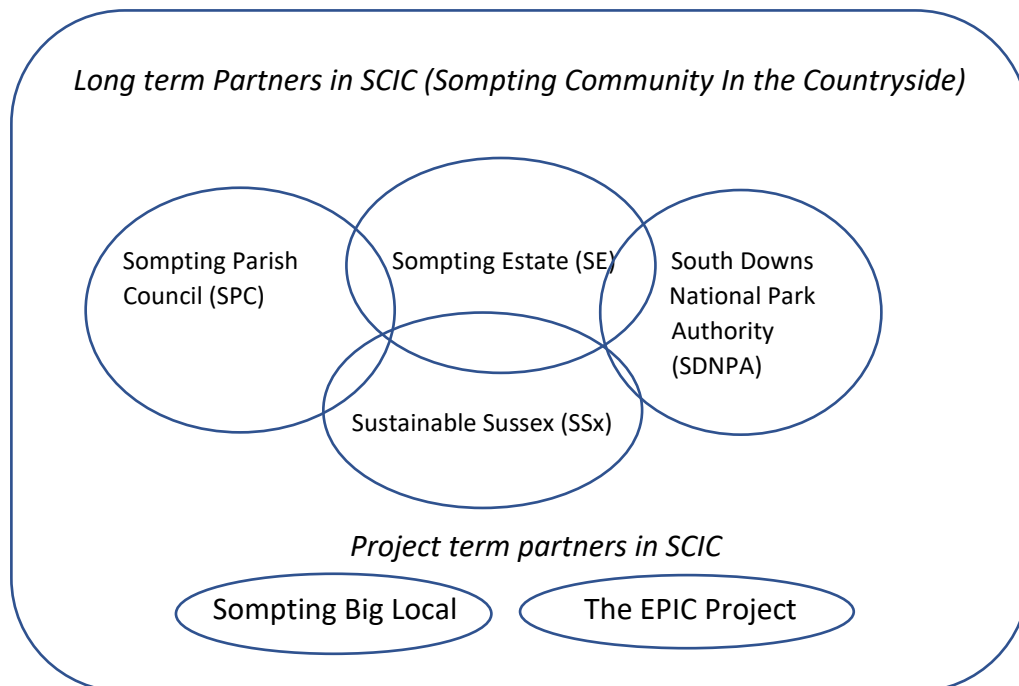 Long term Partners in SCIC (Sompting Community In the Countryside)
Sompting Parish
Council (SPC)
Sompting Estate (SE)
South Downs
National Park
Authority
(SDNPA)
Sustainable Sussex (SSx)
Project term partners in SCIC
Sompting Big Local
The EPIC Project